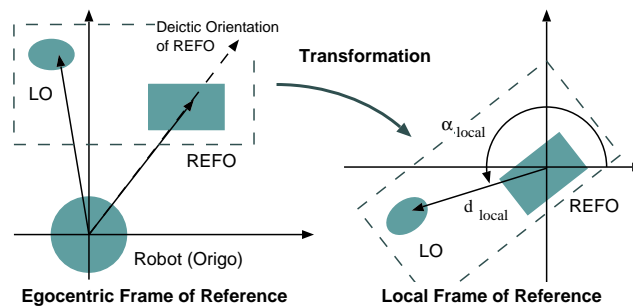 Deictic Orientation
of REFO
LO
REFO
Robot (Origo)
Egocentric Frame of Reference
Transformation
α local
d local
LO
REFO
Local Frame of Reference